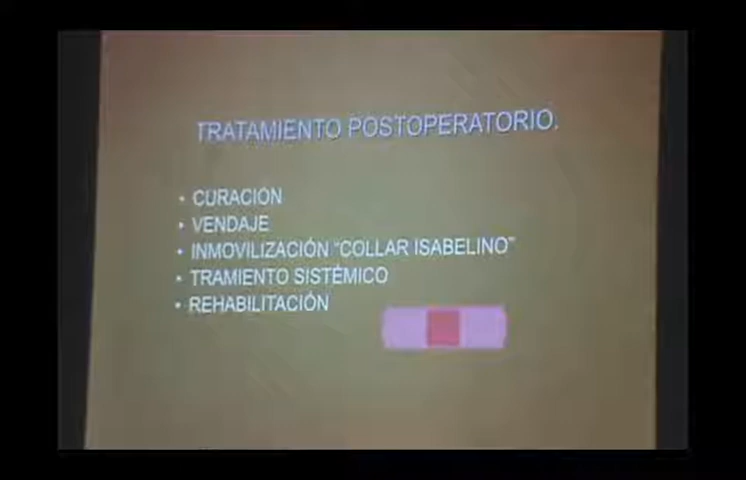 TRATAMIENTO POSTOPERATORIO.
• CURACIÓN
• VENDAJE
• INMOVILIZACIÓN "COLLAR ISABELINO"
• TRAMIENTO SISTÉMICO
• REHABILITACIÓN